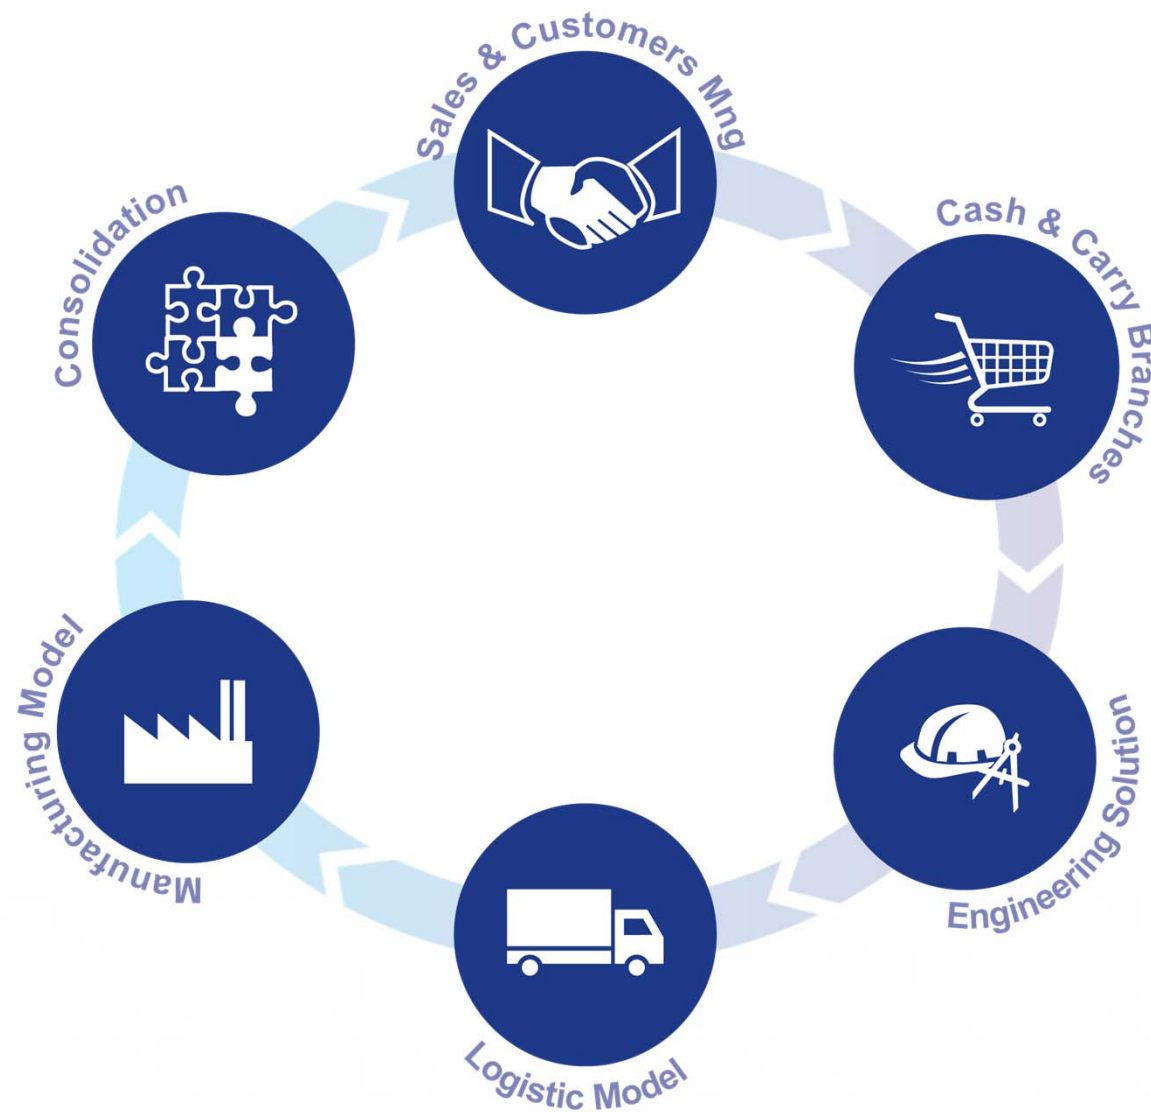 Sales & Customers Mng
Cash & Carry Branches
Engineering Solution
Logistic Model
Manufacturing Model
Consolidation